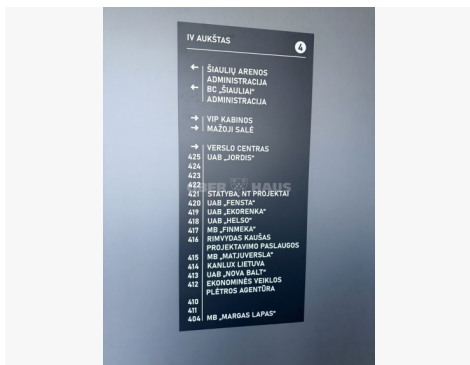 IV AUKŠTAS
4
← ŠIAULIŲ ARENOS
ADMINISTRACIJA
← BC „ŠIAULIAI“
ADMINISTRACIJA
→ VIP KABINOS
→ MAŽOJI SALĖ
→ VERSLO CENTRAS
425 UAB „JORDIS“
424
423
422
OBER HAUS
421 STATYBA, NT PROJEKTAI
420 UAB „FENSTA“
419 UAB „EKORENKA“
418 UAB „HELSO“
417 MB „FINMEKA“
416 RIMVYDAS KAUŠAS
PROJEKTAVIMO PASLAUGOS
415 MB „MATJUVERSLA“
414 KANLUX LIETUVA
413 UAB „NOVA BALT“
412 EKONOMINĖS VEIKLOS
PLĖTROS AGENTŪRA
410
411
404 MB „MARGAS LAPAS“